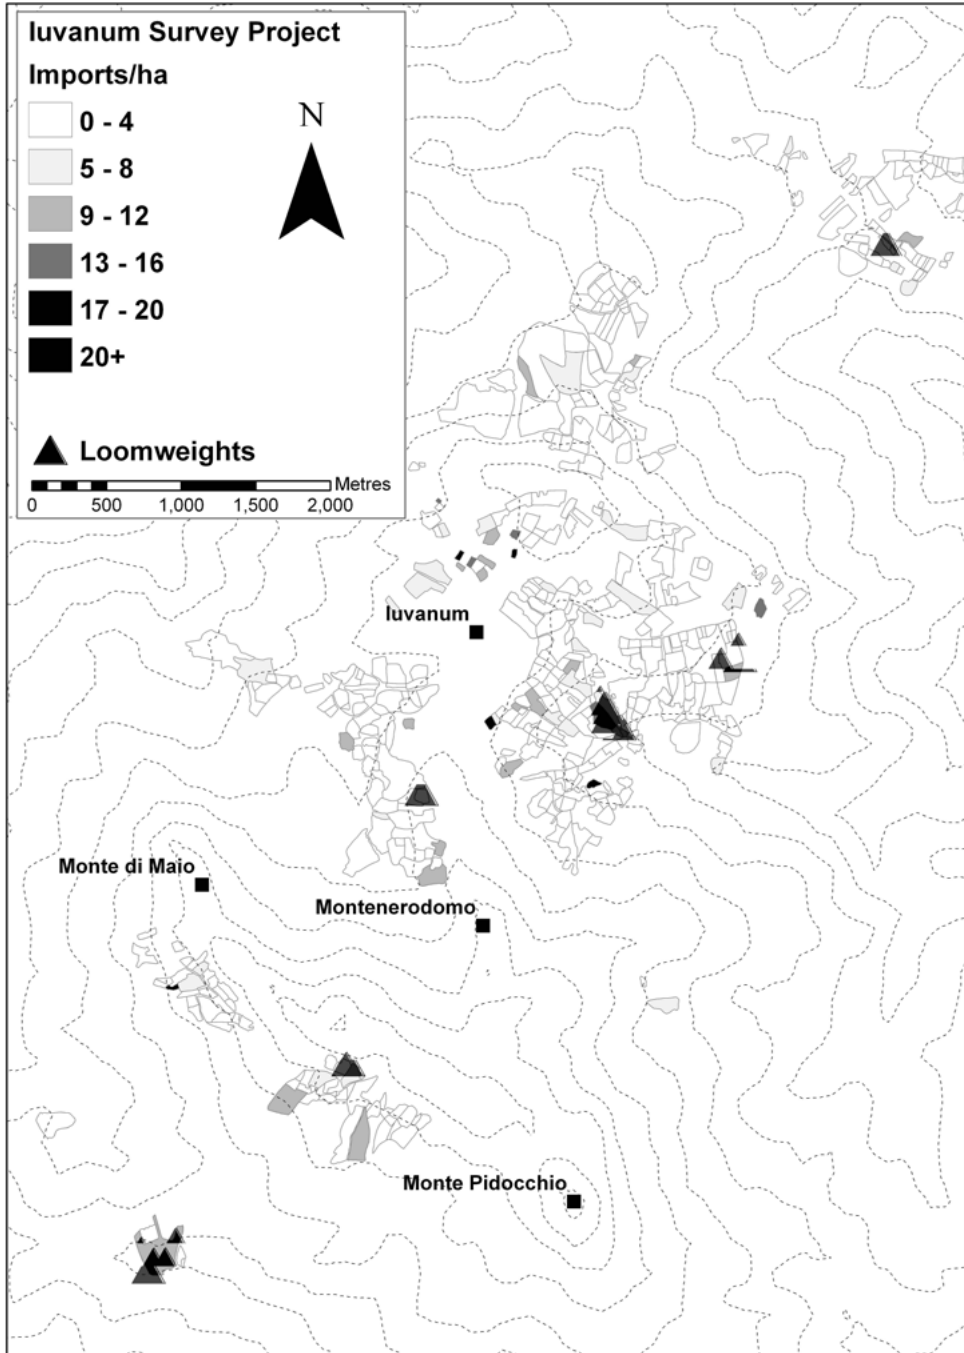 Iuvanum Survey Project
Imports/ha
N
0 - 4
5 - 8
9 - 12
13 - 16
17 - 20
20+
Loomweights
Metres
0 500 1,000 1,500 2,000
Iuvanum
Monte di Maio
Montenerodomo
Monte Pidocchio